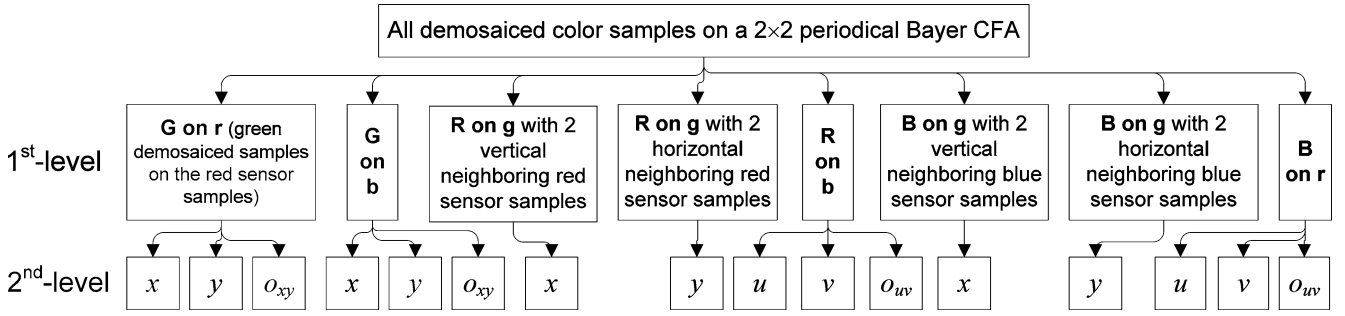 All demosaiced color samples on a 2×2 periodical Bayer CFA
1st-level
G on r (green
demosaiced samples
on the red sensor
samples)
G
on
b
R on g with 2
vertical
neighboring red
sensor samples
R on g with 2
horizontal
neighboring red
sensor samples
R
on
b
B on g with 2
vertical
neighboring blue
sensor samples
B on g with 2
horizontal
neighboring blue
sensor samples
B
on r
2nd-level
x
y
oxy
x
y
oxy
x
y
u
v
ouv
x
y
u
v
ouv